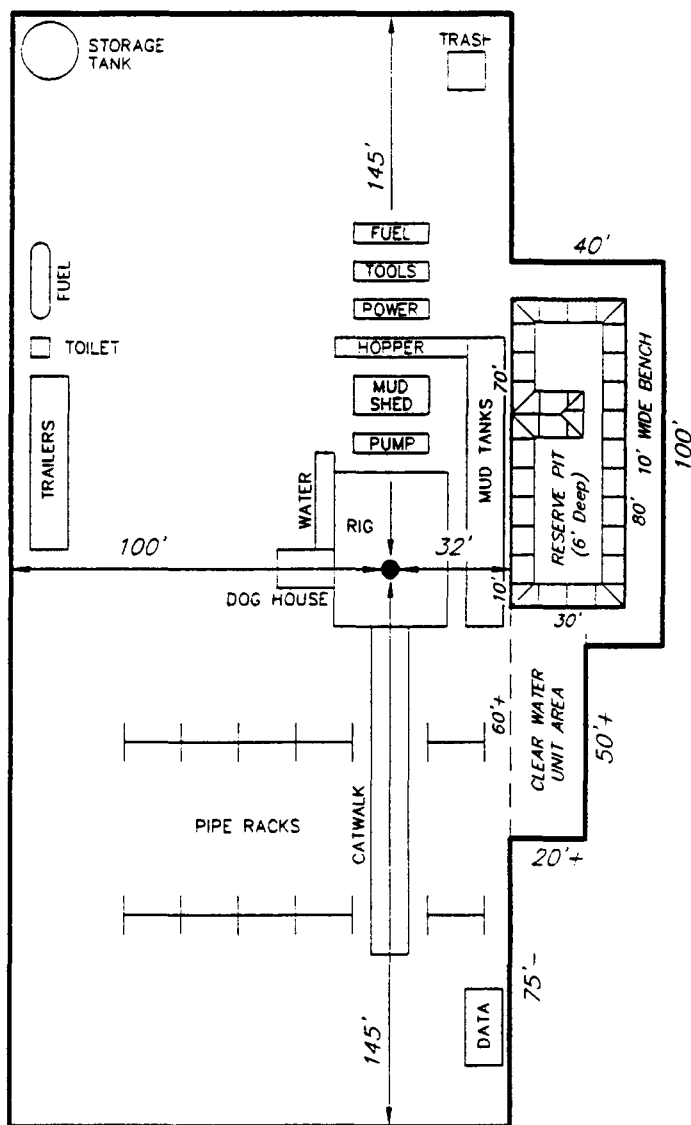 STORAGE
TANK
TRASH
145'
FUEL
TOOLS
POWER
HOPPER
MUD
SHED
PUMP
40'
FUEL
TOILET
TRAILERS
WATER
RIG
MUD TANKS
70'
RESERVE PIT
(6' Deep)
80'
10' WIDE BENCH
100'
100'
32'
10'
DOG HOUSE
30'
60'+
CLEAR WATER
UNIT AREA
50'+
PIPE RACKS
CATWALK
20'+
75'-
145'
DATA